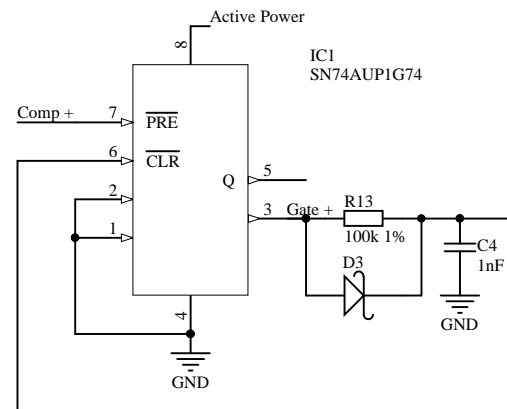 Active Power
8
IC1
SN74AUP1G74
Comp +
7
PRE
6
CLR
2
Q
5
1
3
Gate +
R13
100k 1%
C4
1nF
D3
4
GND
GND